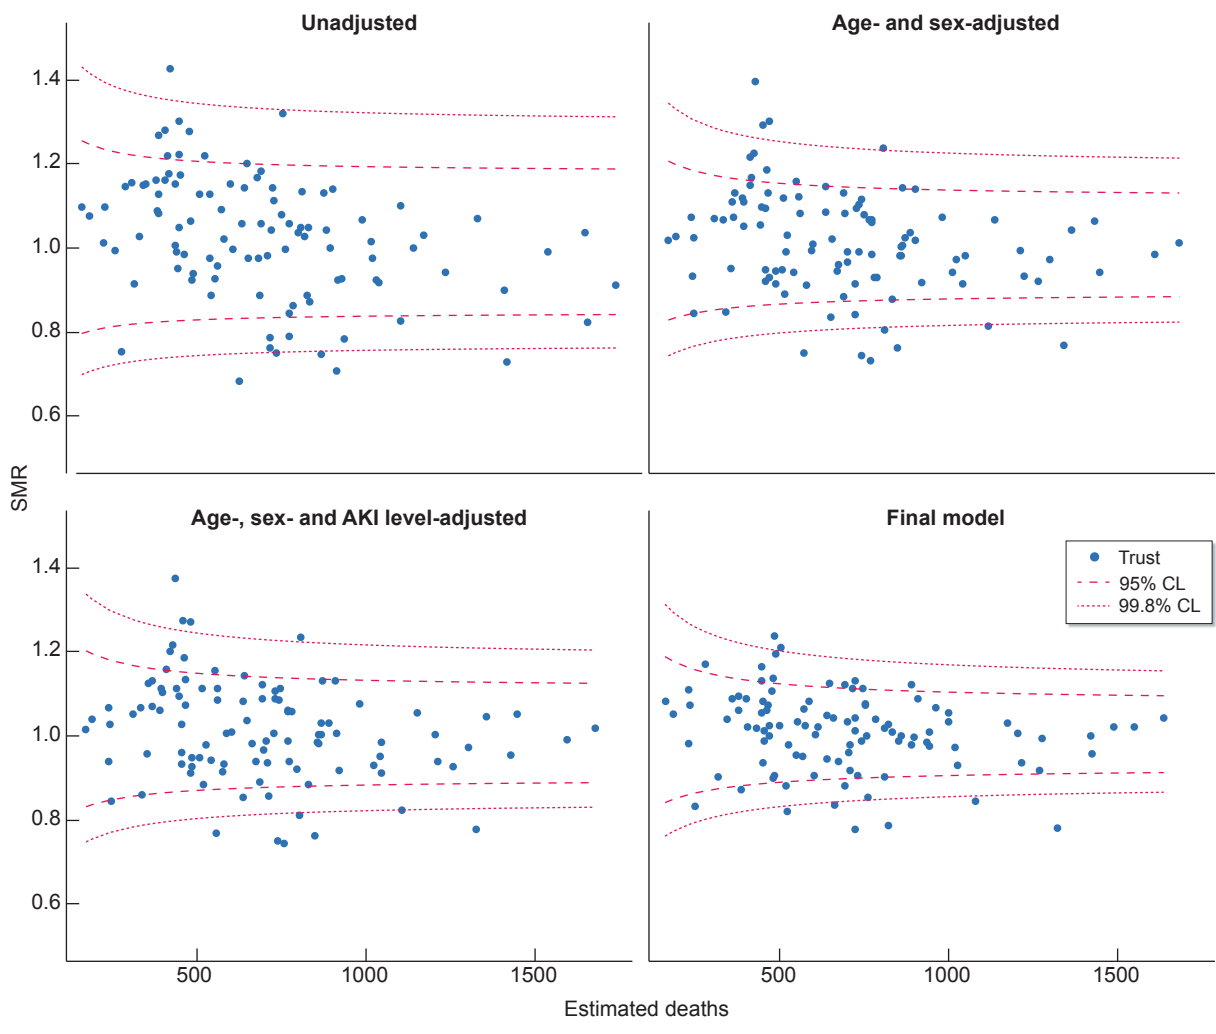 Unadjusted
Age- and sex-adjusted
1.4
1.2
1.0
0.8
0.6
SMR
Age-, sex- and AKI level-adjusted
Final model
Trust
95% CL
99.8% CL
1.4
1.2
1.0
0.8
0.6
500
1000
1500
500
1000
1500
Estimated deaths